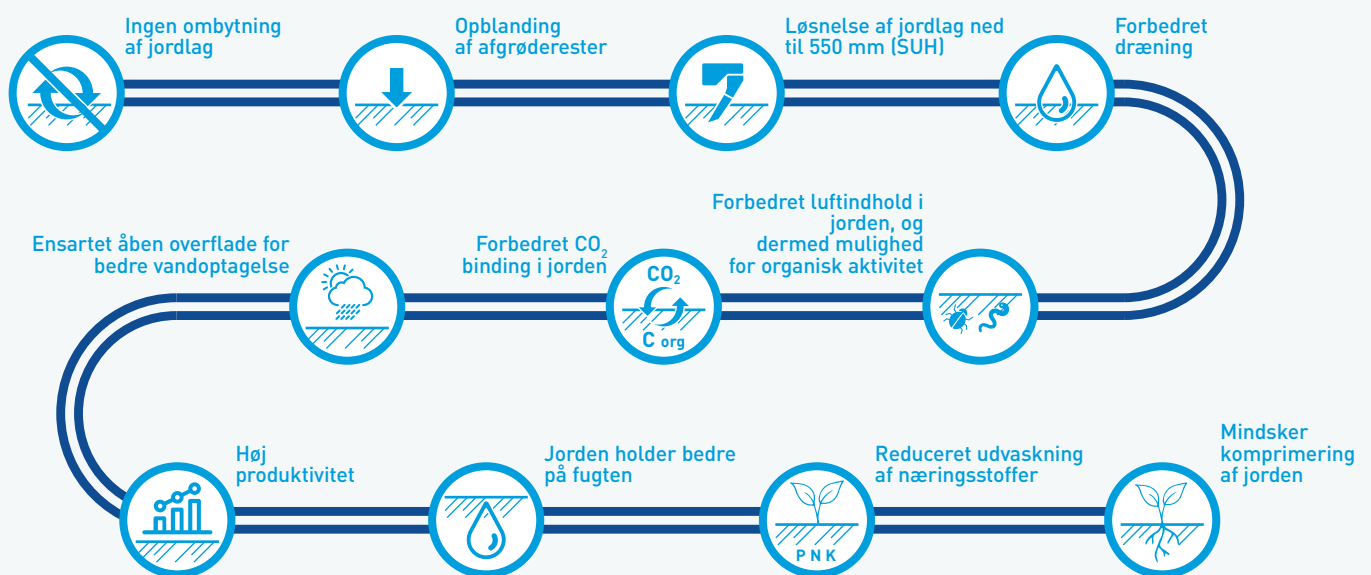 Ingen ombytning
af jordlag
Opblanding
af afgrøderester
Løsnelse af jordlag ned
til 550 mm (SUH)
Forbedret
dræning
Forbedret luftindhold i
jorden, og
dermed mulighed
for organisk aktivitet
Forbedret CO₂
binding i jorden
CO₂
C org
Ensartet åben overflade for
bedre vandoptagelse
Høj
produktivitet
Jorden holder bedre
på fugten
Reduceret udvaskning
af næringsstoffer
P N K
Mindsker
komprimering
af jorden